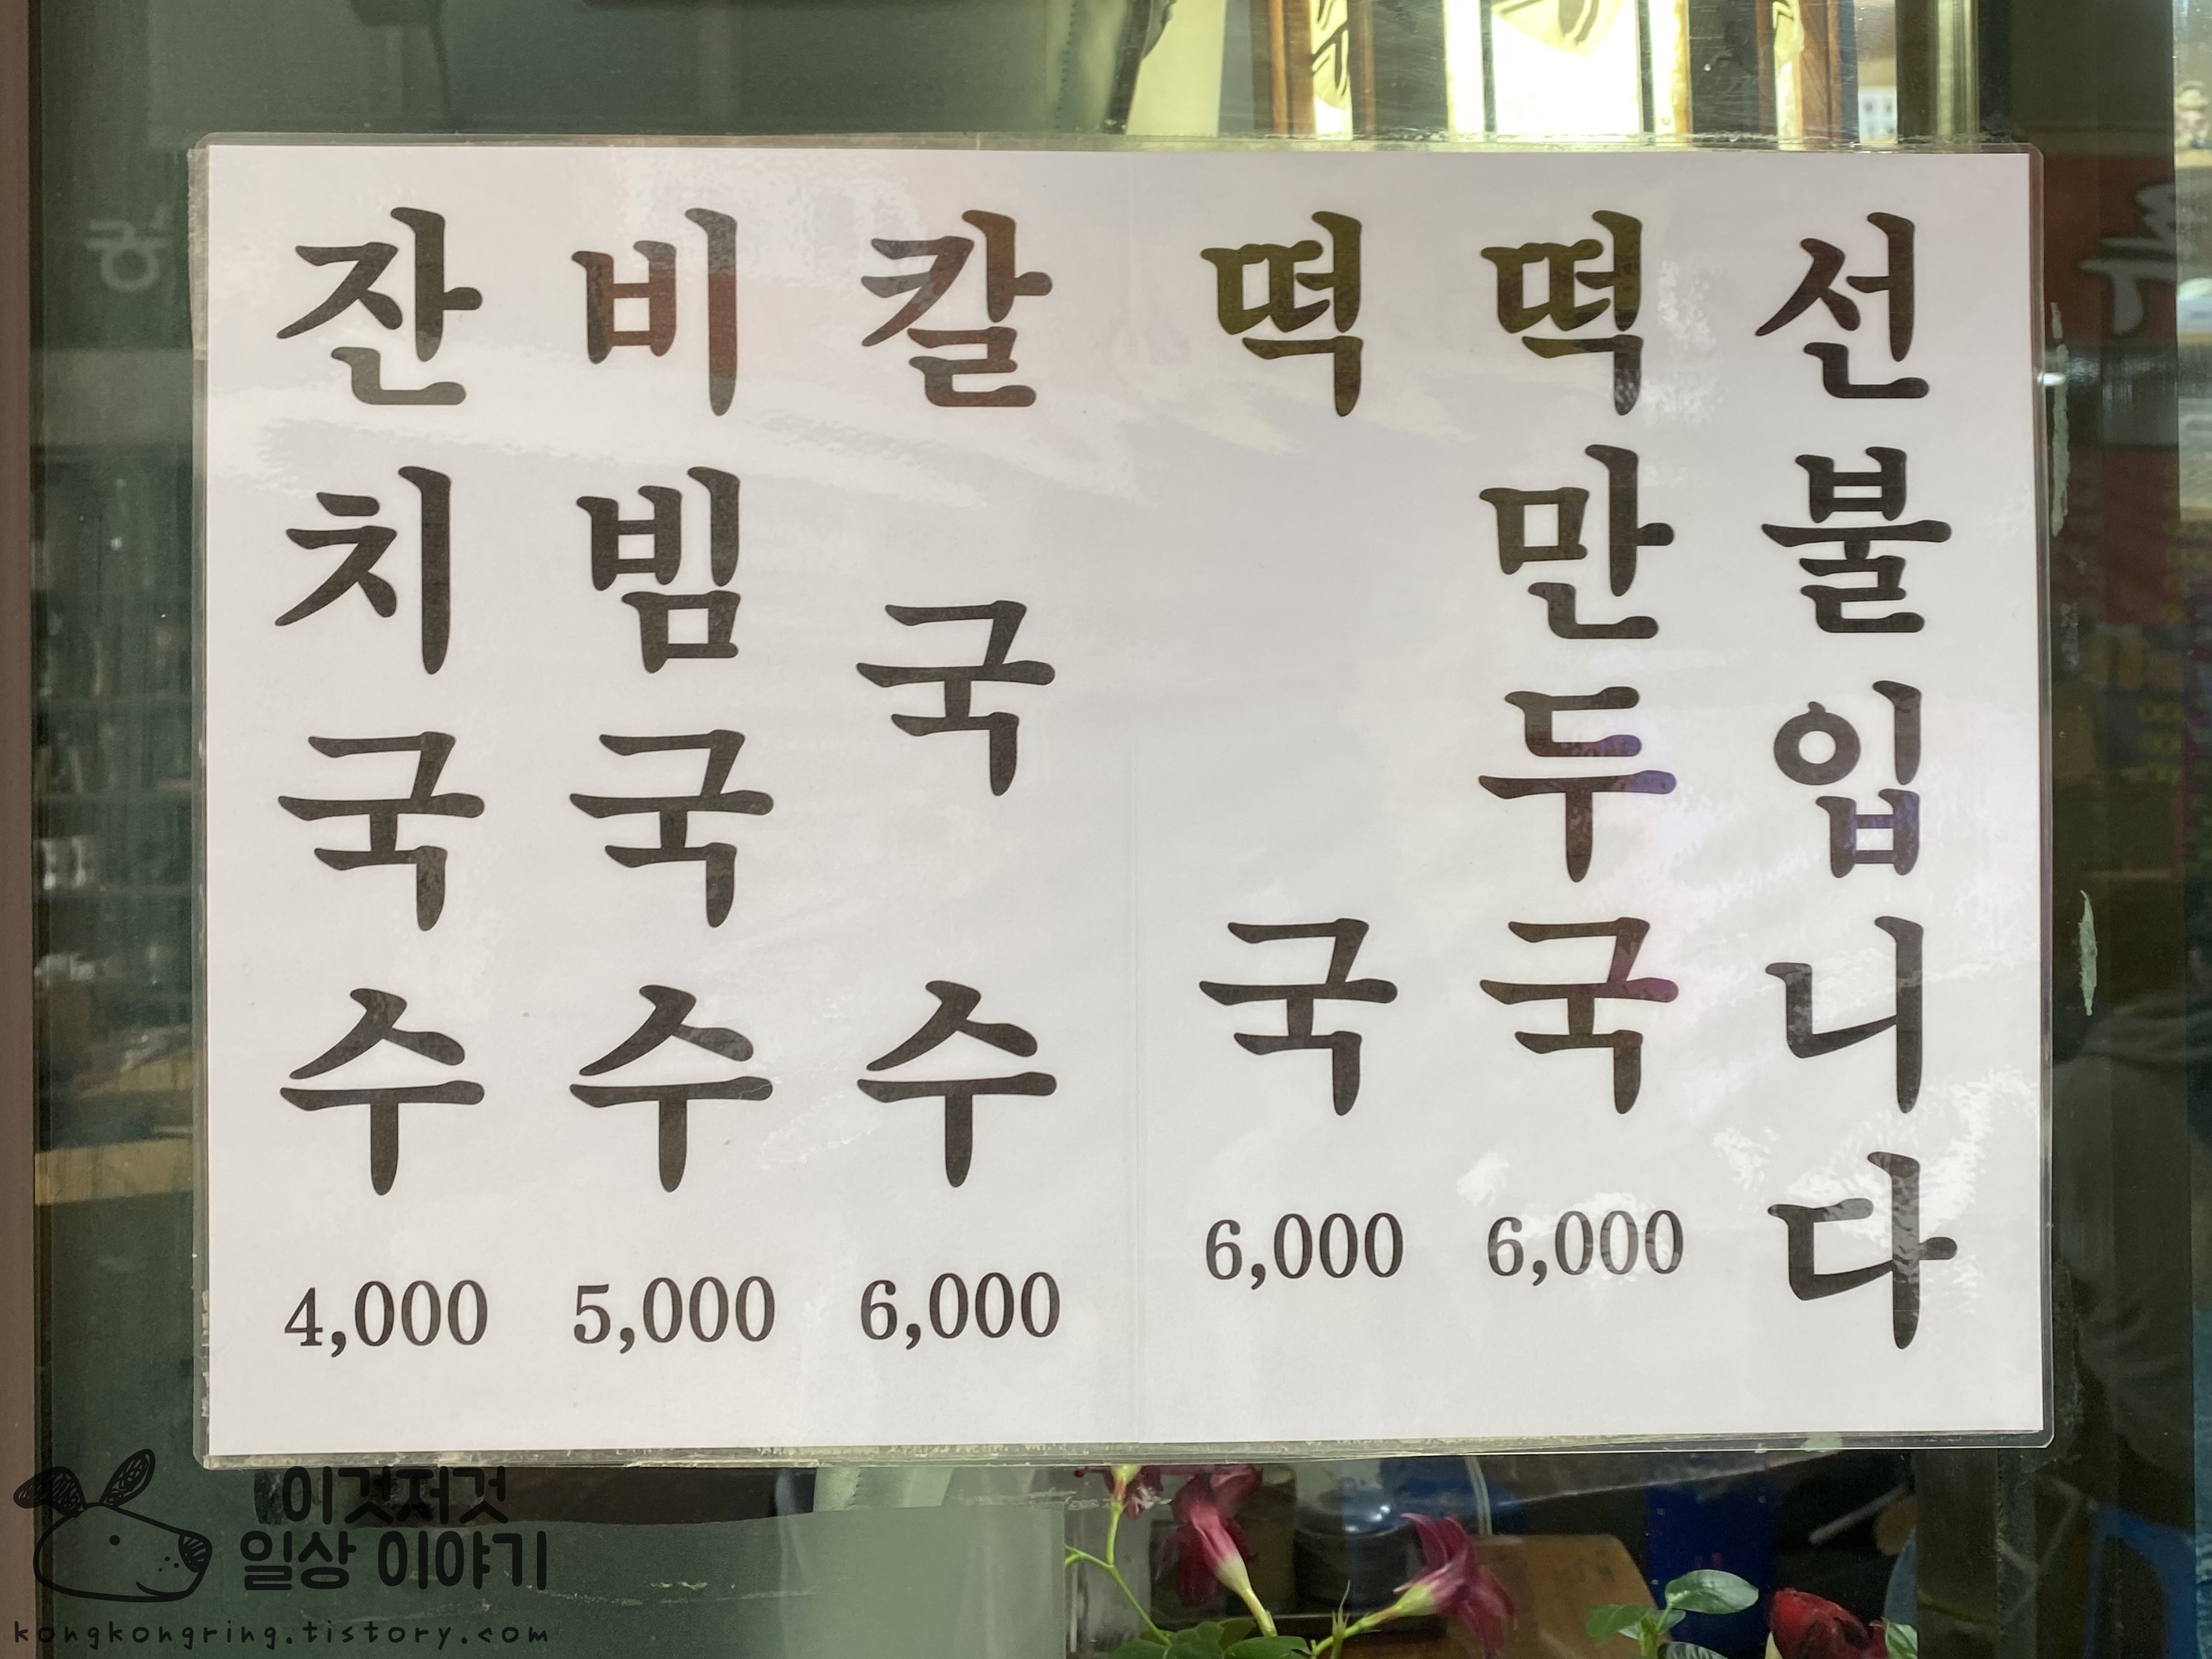 잔치국수
4,000
비빔국수
5,000
칼국수
6,000
떡국
6,000
떡만두국
6,000
선불입니다
이것저것
일상 이야기
kongkongring.tistory.com